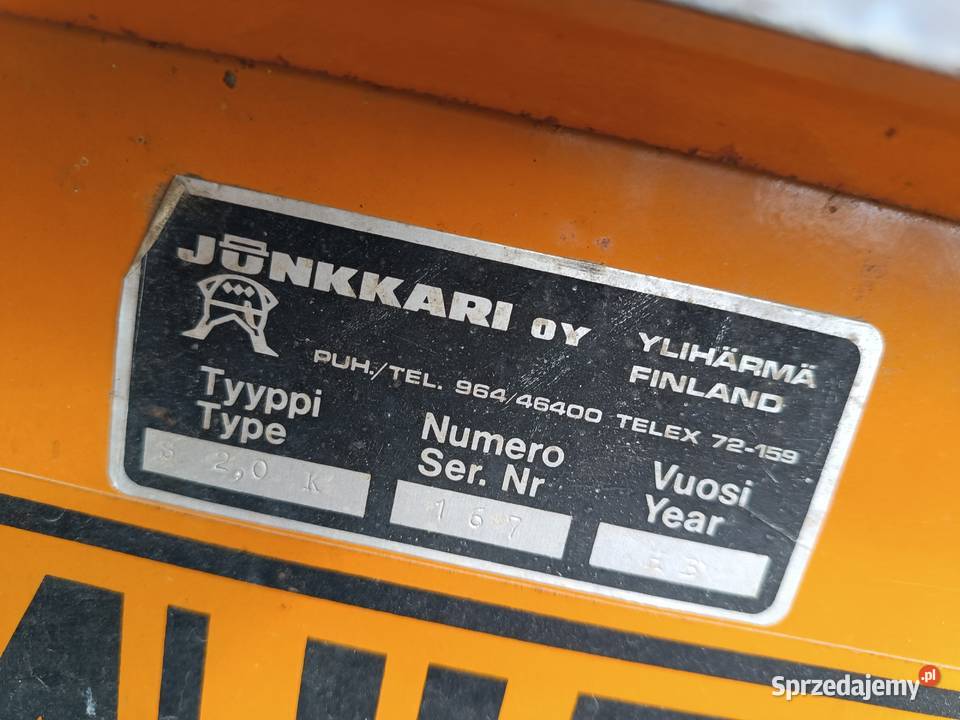 JUNKKARI OY YLIHÄRMÄ
FINLAND
PUH./TEL. 964/46400 TELEX 72-159
Tyyppi
Type
2,0 K
Numero
Ser. Nr
167
Vuosi
Year
Sprzedajemy.pl